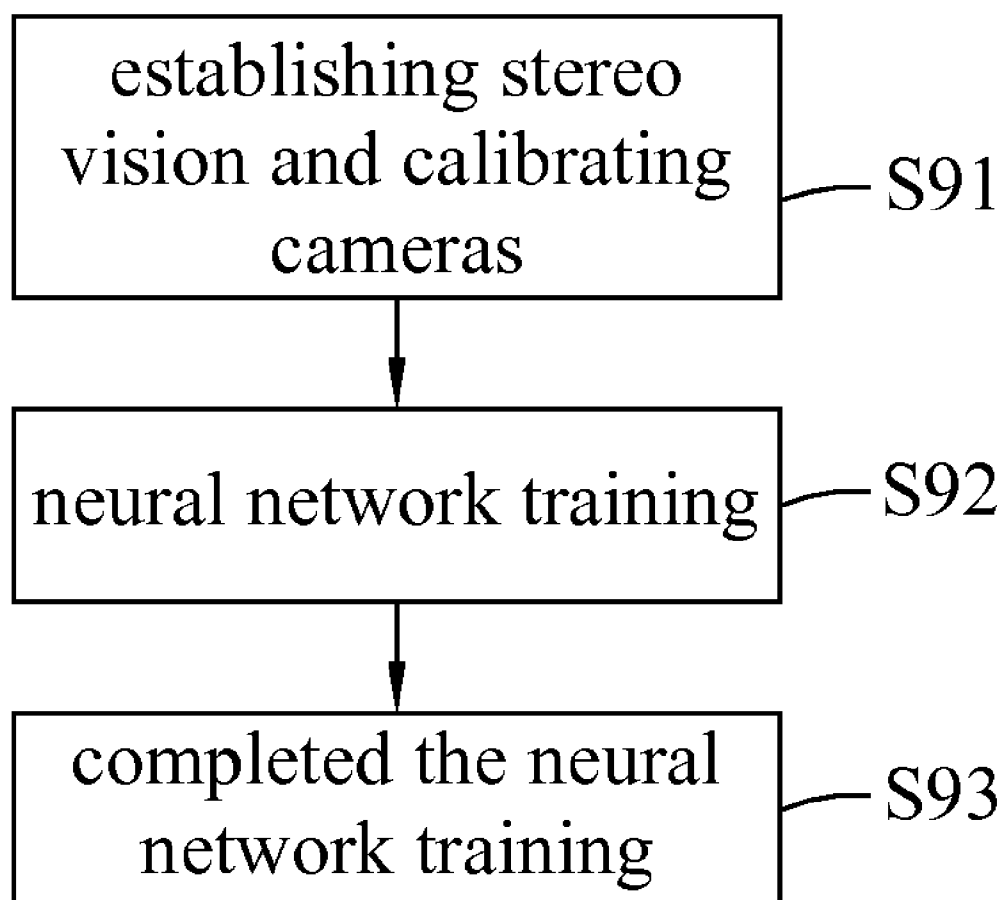 establishing stereo
vision and calibrating
cameras
S91
neural network training
S92
completed the neural
network training
S93